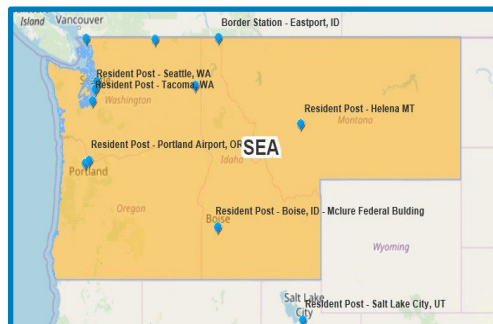 Vancouver
Island
Vancouver
Border Station - Eastport, ID
Resident Post - Seattle, WA
Resident Post - Tacoma, WA
Washington
Resident Post - Helena MT
Montana
Resident Post - Portland Airport, OR
SEA
Idaho
Portland
Resident Post - Boise, ID - Mclure Federal Bulding
Oregon
Boise
Wyoming
Salt Lake
City
Resident Post - Salt Lake City, UT